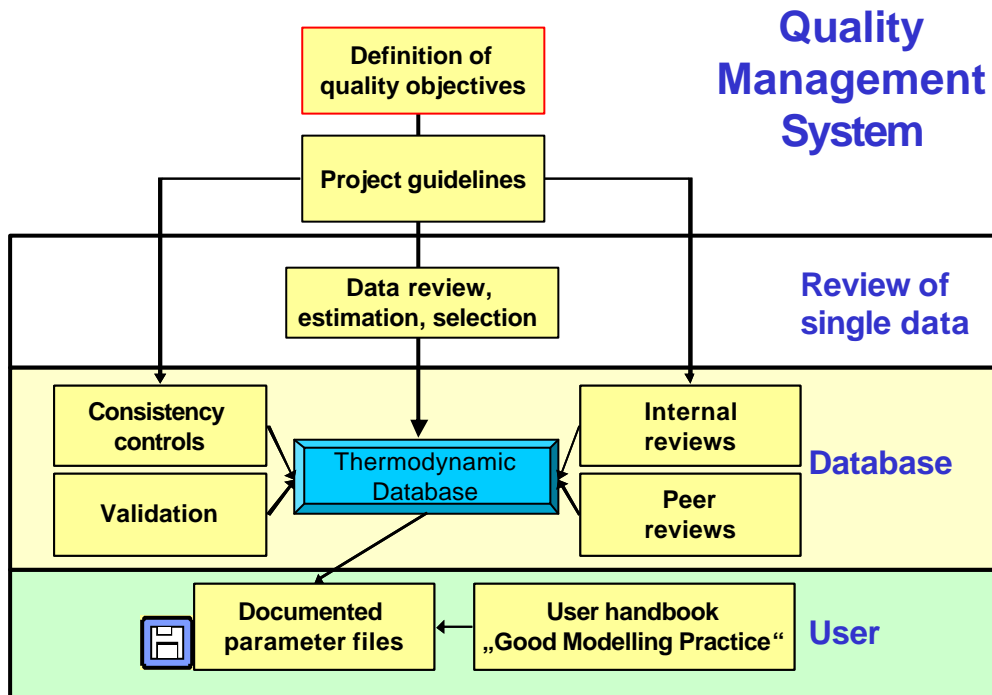 Quality
Management
System
Definition of
quality objectives
Project guidelines
Data review,
estimation, selection
Review of
single data
Consistency
controls
Internal
reviews
Thermodynamic
Database
Database
Validation
Peer
reviews
Documented
parameter files
User handbook
„Good Modelling Practice“
User